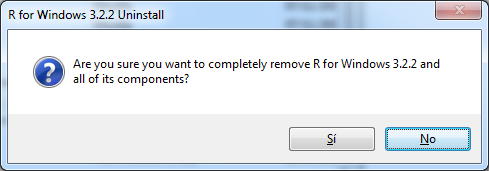 R for Windows 3.2.2 Uninstall
Are you sure you want to completely remove R for Windows 3.2.2 and
all of its components?
Sí
No